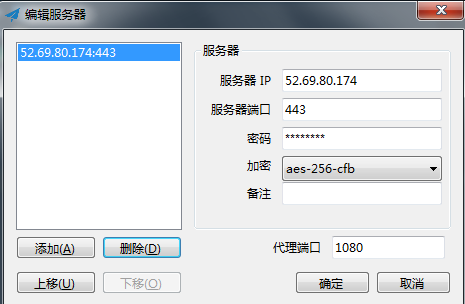 编辑服务器
52.69.80.174:443
服务器
服务器 IP 52.69.80.174
服务器端口 443
密码 ********
加密 aes-256-cfb
备注
添加(A) 删除(D) 代理端口 1080
上移(U) 下移(O) 确定 取消